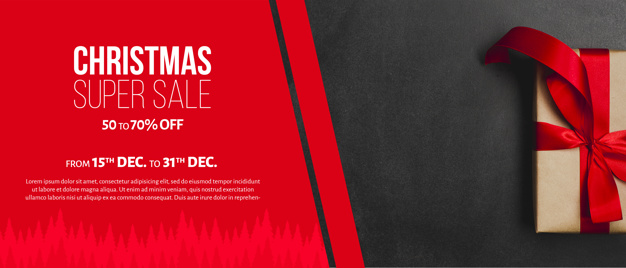 CHRISTMAS
SUPER SALE
50 TO 70% OFF
FROM 15TH DEC. TO 31TH DEC.
Lorem ipsum dolor sit amet, consectetur adipisicing elit, sed do eiusmod tempor incididunt
ut labore et dolore magna aliqua. Ut enim ad minim veniam, quis nostrud exercitation
ullamco laboris nisi ut aliquip ex ea commodo consequat. Duis aute irure dolor in reprehen-